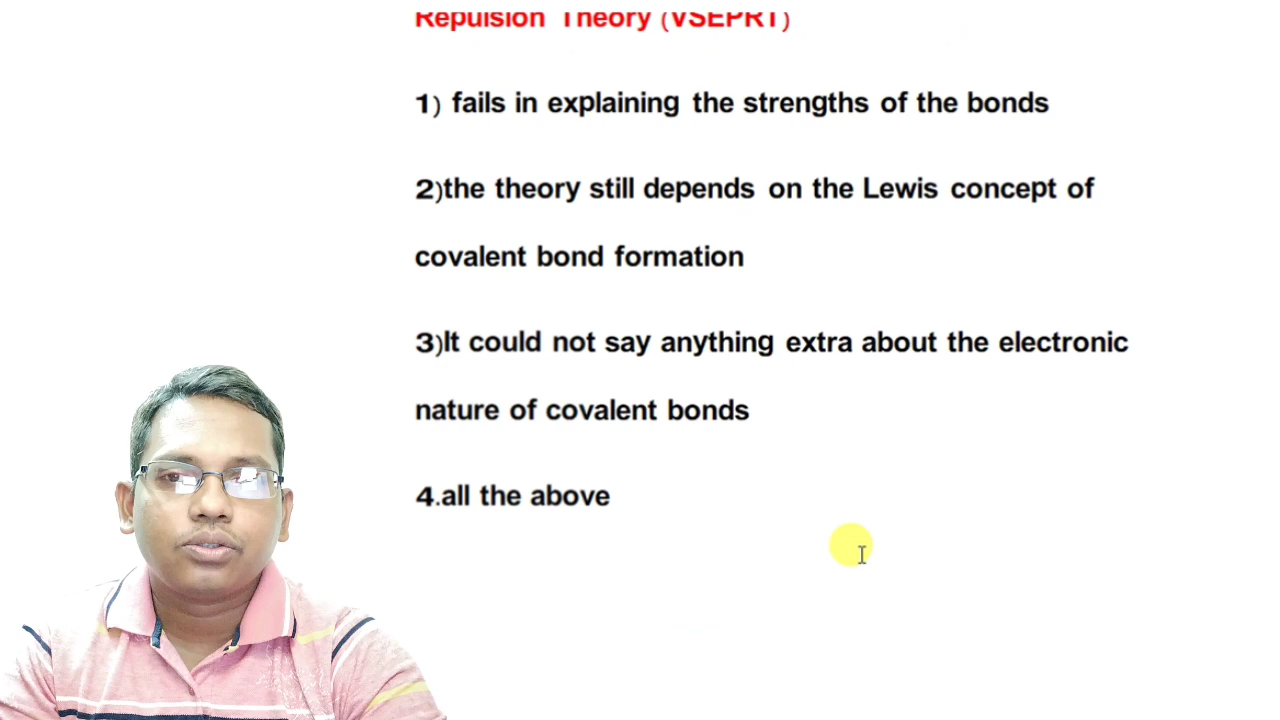 Repulsion Theory (VSEPRT)
1) fails in explaining the strengths of the bonds
2)the theory still depends on the Lewis concept of
covalent bond formation
3)It could not say anything extra about the electronic
nature of covalent bonds
4.all the above